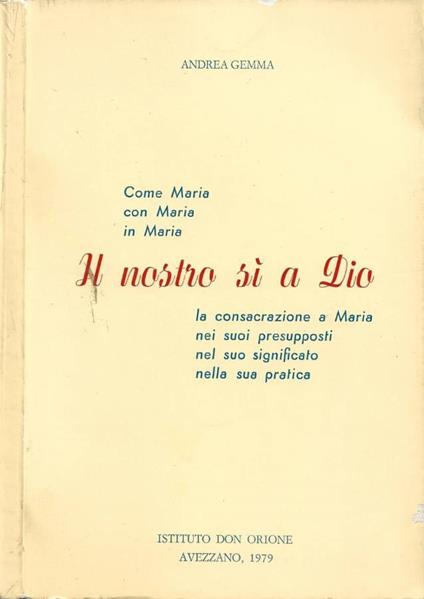 ANDREA GEMMA
Come Maria
con Maria
in Maria
Il nostro sì a Dio
la consacrazione a Maria
nei suoi presupposti
nel suo significato
nella sua pratica
ISTITUTO DON ORIONE
AVEZZANO, 1979